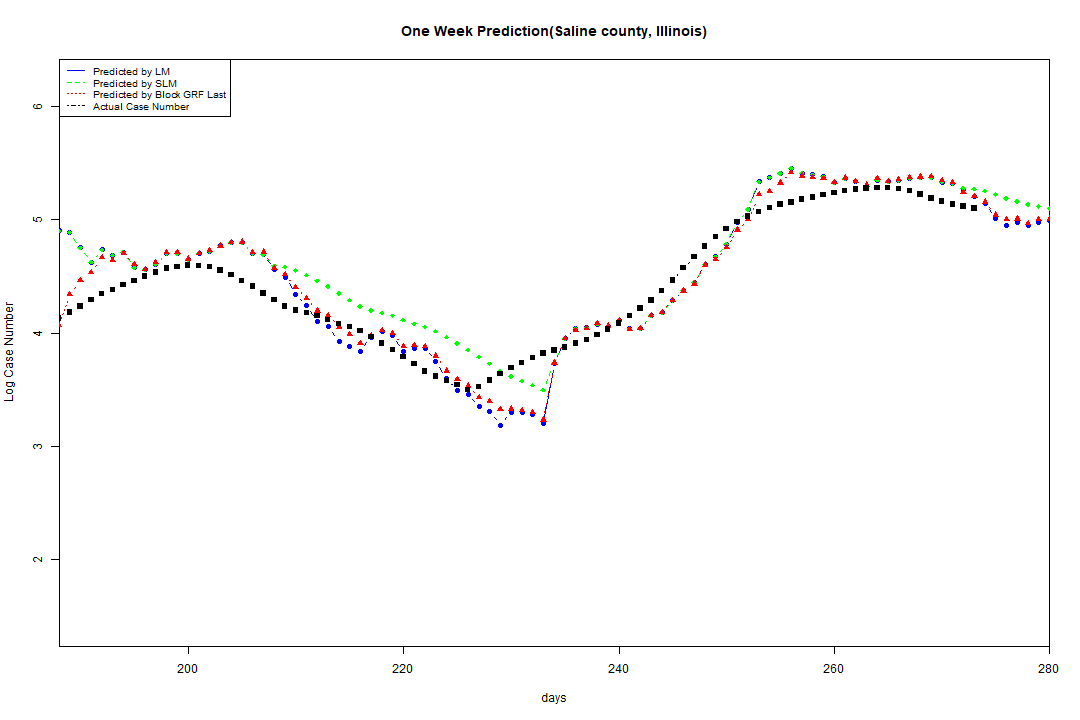 One Week Prediction(Saline county, Illinois)
Predicted by LM
Predicted by SLM
Predicted by Block GRF Last
Actual Case Number
6
5
4
3
2
Log Case Number
200 220 240 260 280
days